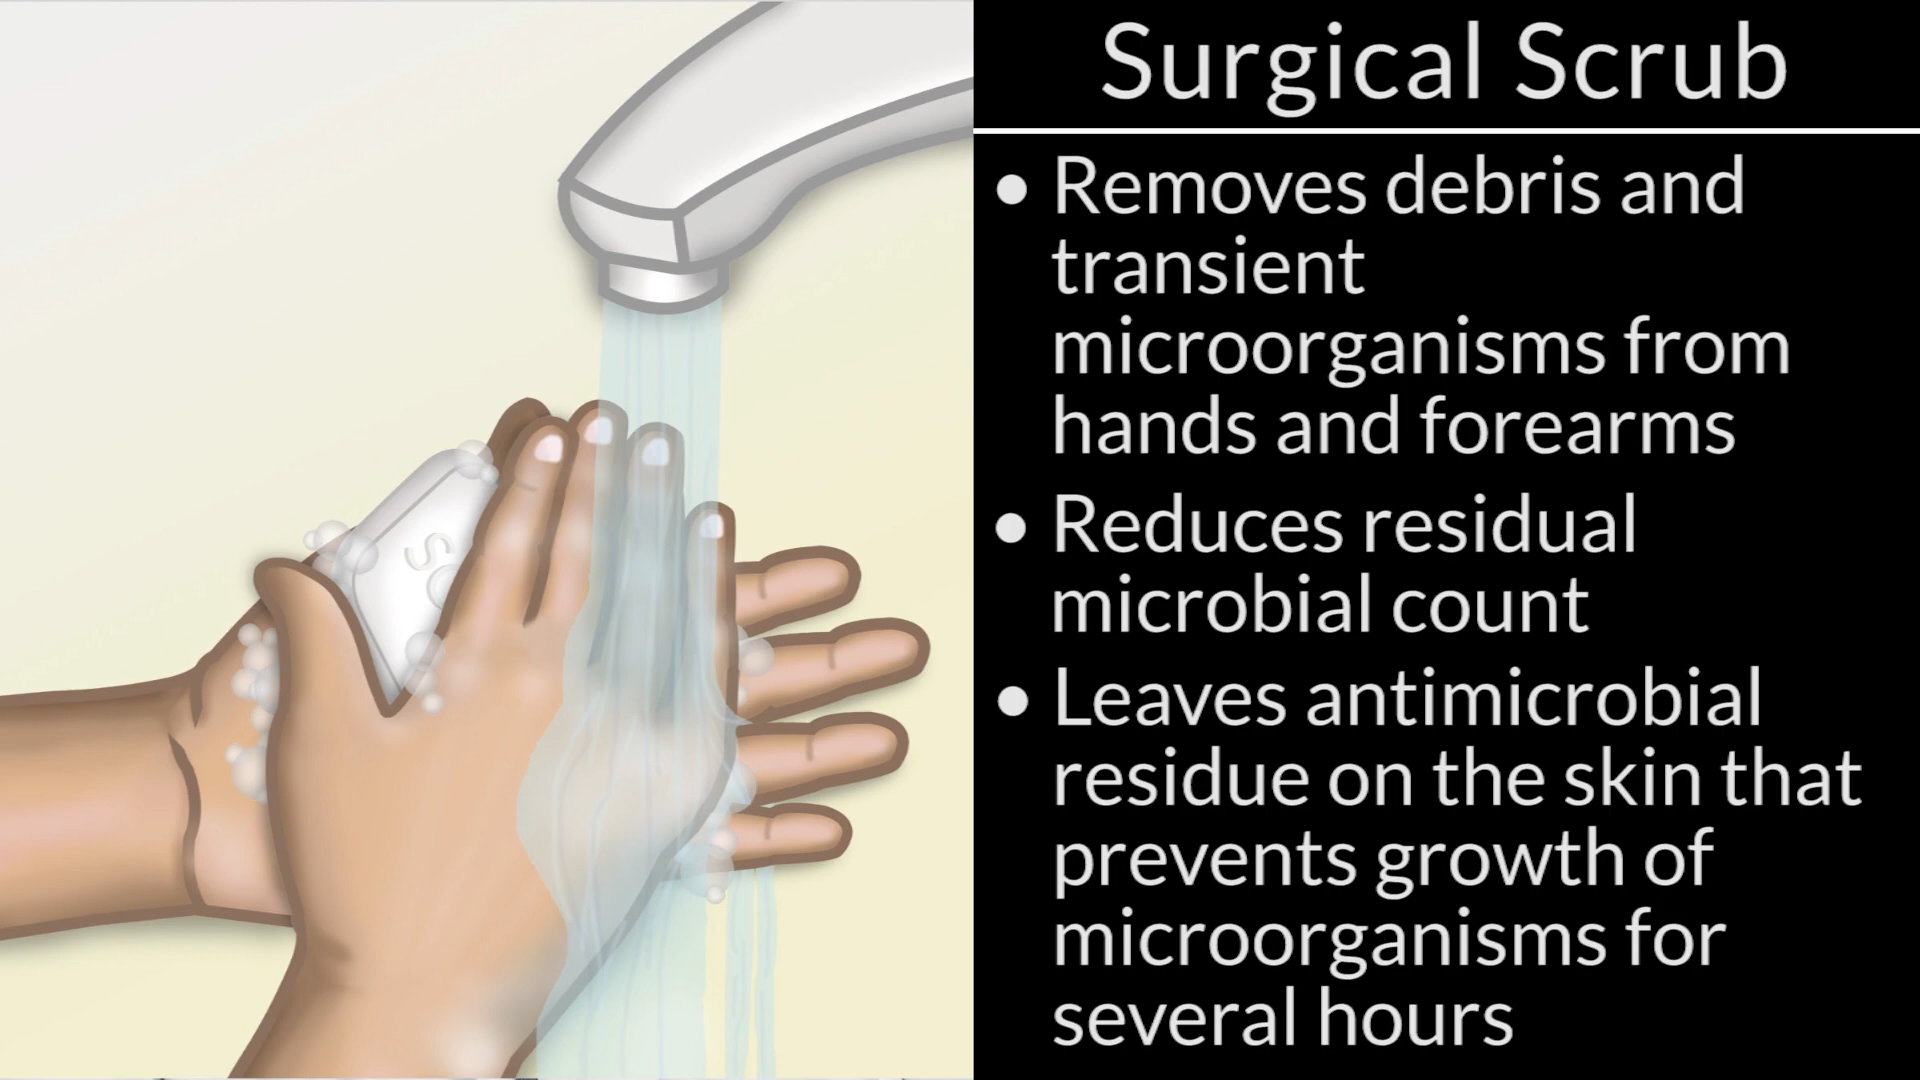 Surgical Scrub
• Removes debris and
transient
microorganisms from
hands and forearms
• Reduces residual
microbial count
• Leaves antimicrobial
residue on the skin that
prevents growth of
microorganisms for
several hours